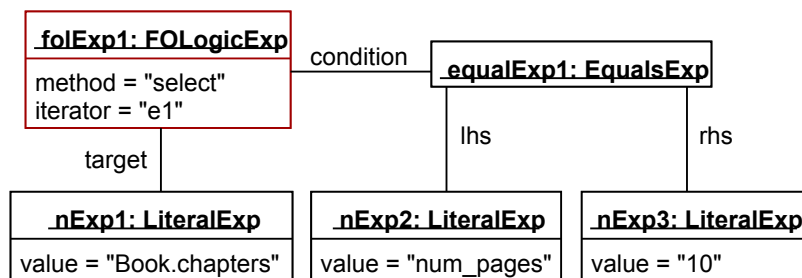 folExp1: FOLogicExp
method = "select"
iterator = "e1"
condition
equalExp1: EqualsExp
target
lhs
rhs
nExp1: LiteralExp
value = "Book.chapters"
nExp2: LiteralExp
value = "num_pages"
nExp3: LiteralExp
value = "10"